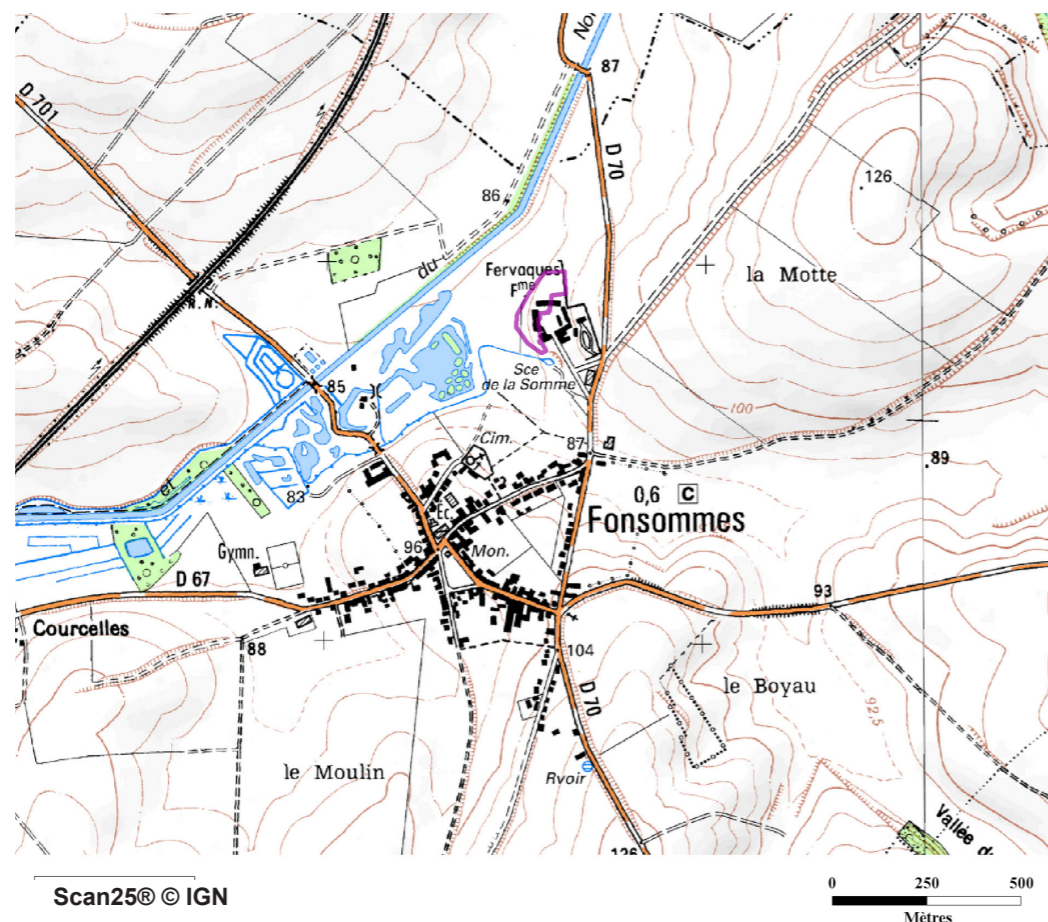 D 701
87
D 70
86
du
126
la Motte
Fervaques
Fme
Sce
de la Somme
85
100
Cim.
87
89
et
83
0,6 C
Fonsommes
Gymn.
Ec.
96
Mon.
D 67
93
Courcelles
88
104
le Boyau
D 70
92,5
le Moulin
Rvoir
Vallée
126
Scan25® © IGN
0 250 500
Mètres